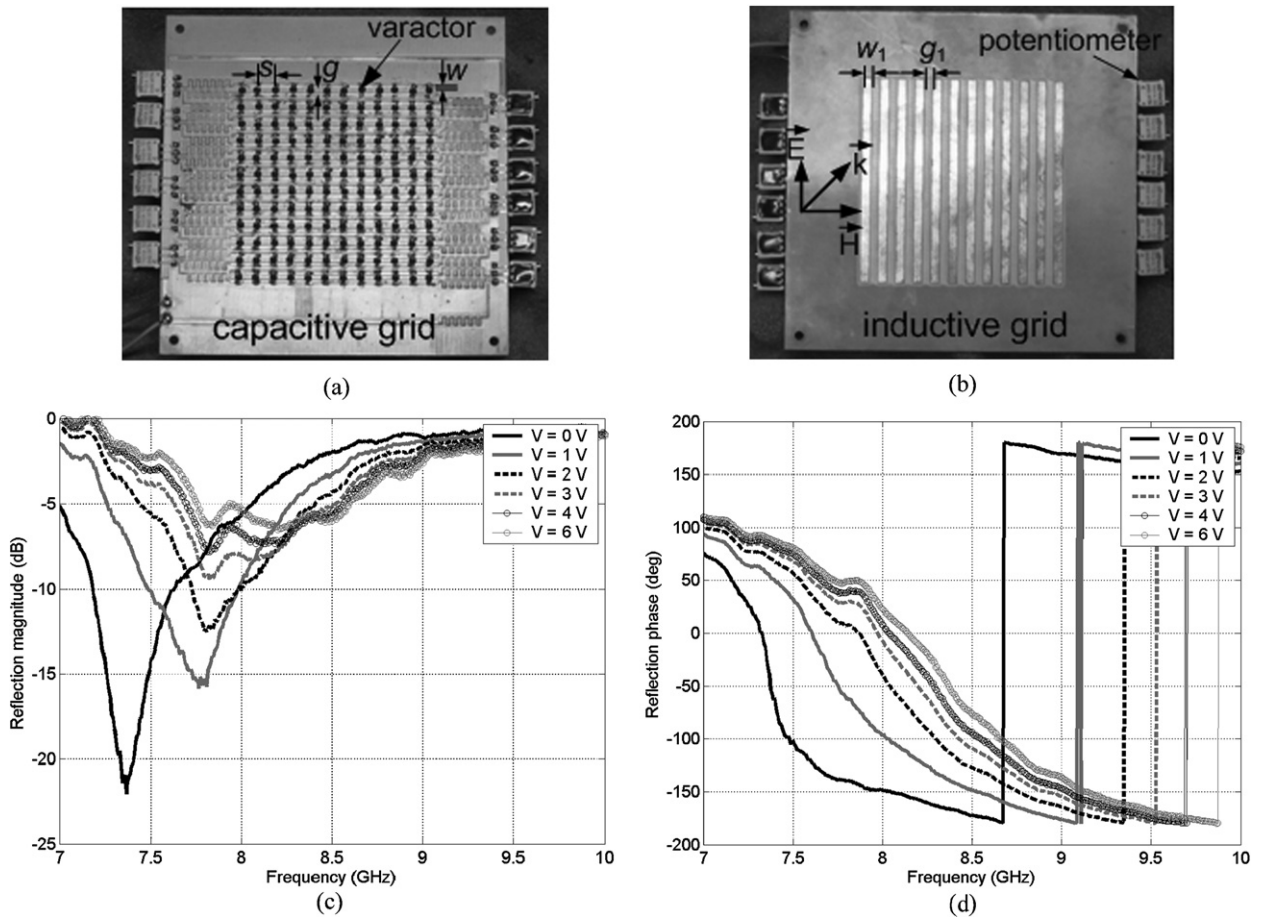 varactor
s g w
capacitive grid
(a)
potentiometer
w1 g1
E
k
H
inductive grid
(b)
Reflection magnitude (dB)
0
-5
-10
-15
-20
-25
7 7.5 8 8.5 9 9.5 10
Frequency (GHz)
V = 0 V
V = 1 V
V = 2 V
V = 3 V
V = 4 V
V = 6 V
(c)
Reflection phase (deg)
200
150
100
50
0
-50
-100
-150
-200
7 7.5 8 8.5 9 9.5 10
Frequency (GHz)
V = 0 V
V = 1 V
V = 2 V
V = 3 V
V = 4 V
V = 6 V
(d)